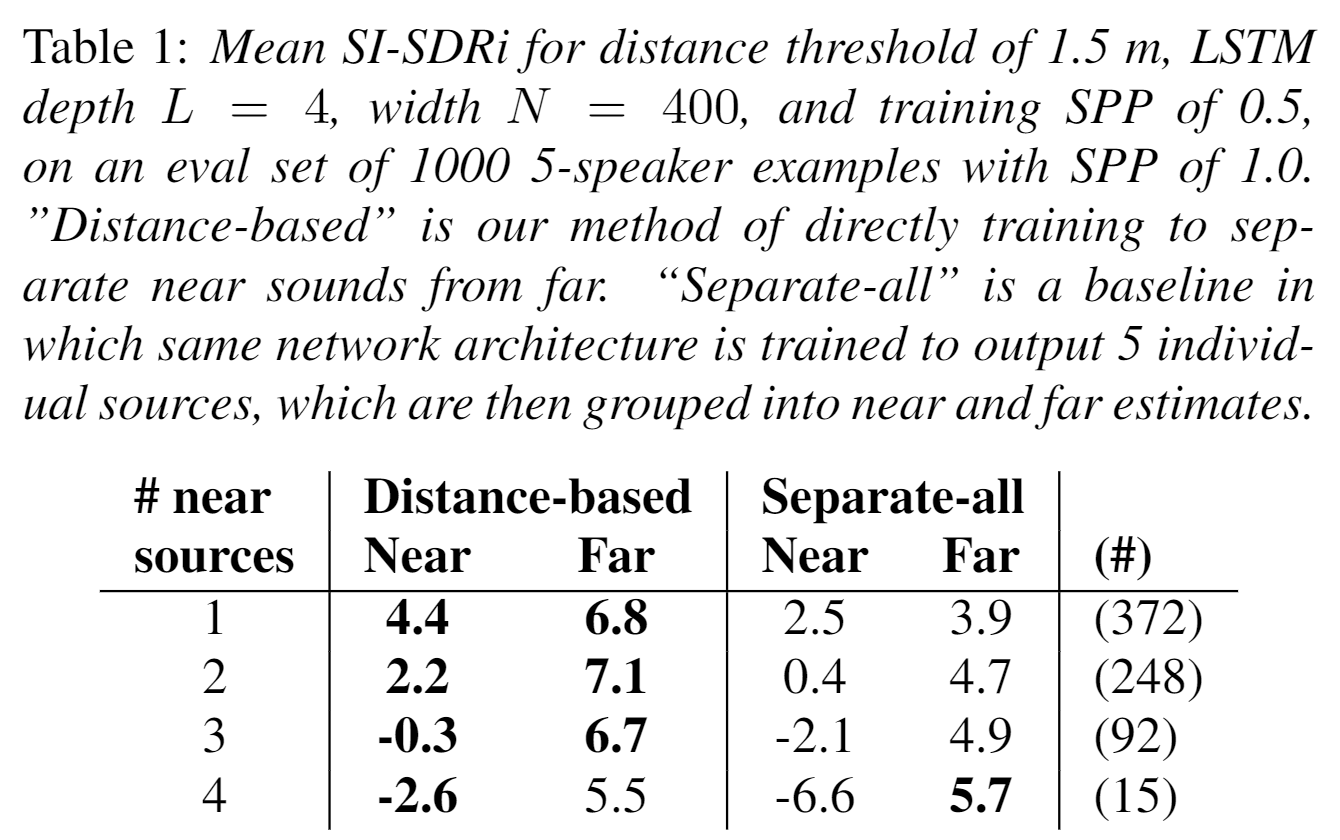 Table 1: Mean SI-SDRi for distance threshold of 1.5 m, LSTM
depth L = 4, width N = 400, and training SPP of 0.5,
on an eval set of 1000 5-speaker examples with SPP of 1.0.
”Distance-based” is our method of directly training to sep-
arate near sounds from far. “Separate-all” is a baseline in
which same network architecture is trained to output 5 individ-
ual sources, which are then grouped into near and far estimates.
# near Distance-based Separate-all
sources Near Far Near Far (#)
1 4.4 6.8 2.5 3.9 (372)
2 2.2 7.1 0.4 4.7 (248)
3 -0.3 6.7 -2.1 4.9 (92)
4 -2.6 5.5 -6.6 5.7 (15)